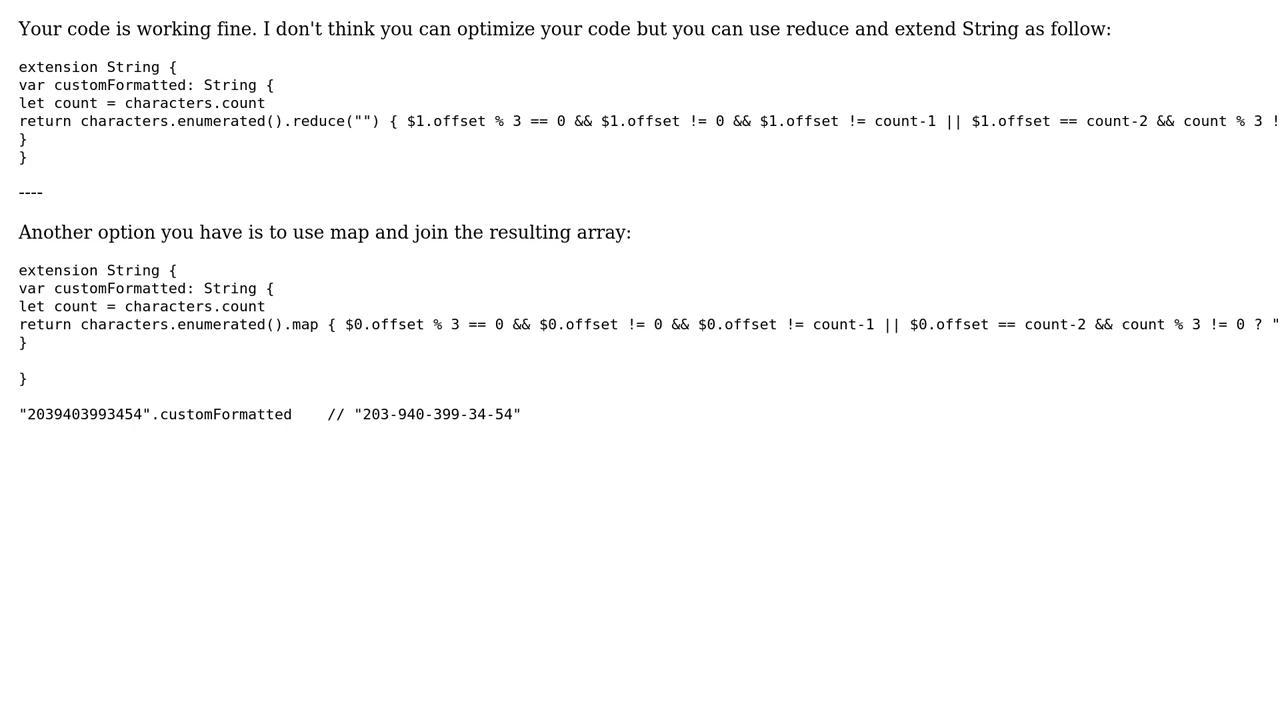 Your code is working fine. I don't think you can optimize your code but you can use reduce and extend String as follow:
extension String {
var customFormatted: String {
let count = characters.count
return characters.enumerated().reduce("") { $1.offset % 3 == 0 && $1.offset != 0 && $1.offset != count-1 || $1.offset == count-2 && count % 3 !
}
}
----
Another option you have is to use map and join the resulting array:
extension String {
var customFormatted: String {
let count = characters.count
return characters.enumerated().map { $0.offset % 3 == 0 && $0.offset != 0 && $0.offset != count-1 || $0.offset == count-2 && count % 3 != 0 ? "
}
}
"2039403993454".customFormatted    // "203-940-399-34-54"